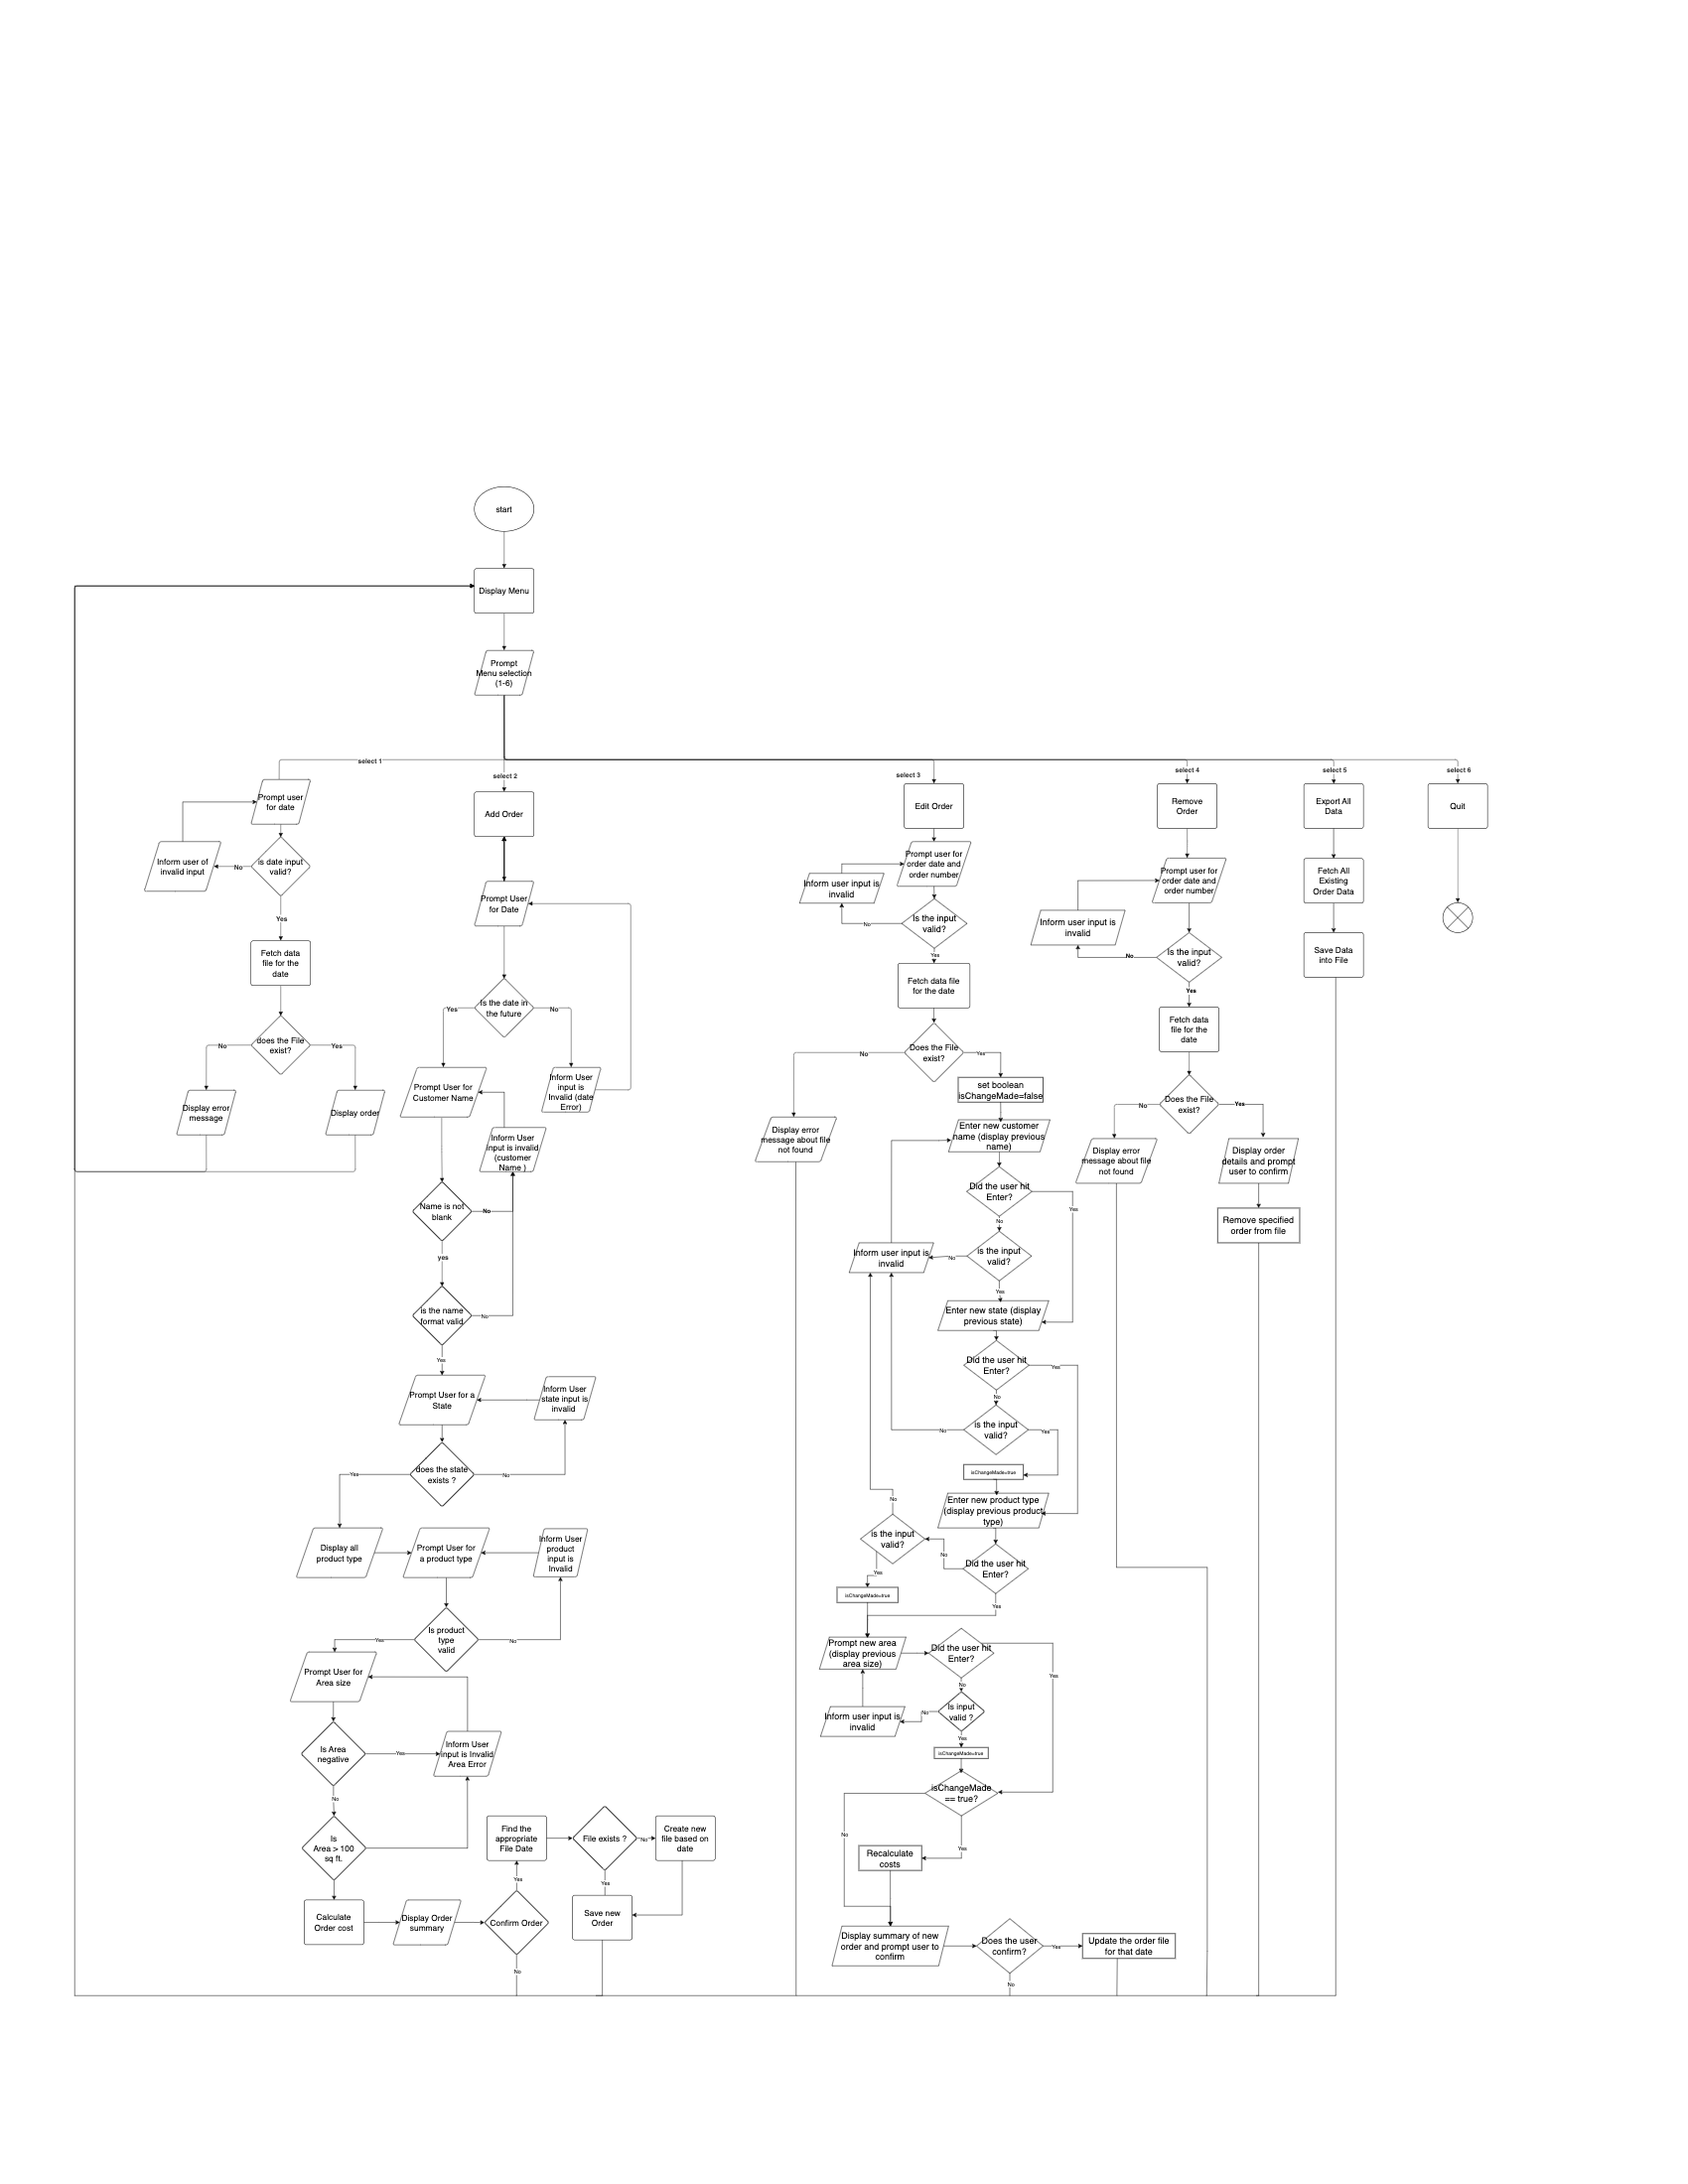 start
Display Menu
Prompt
Menu selection
(1-6)
select 1
select 2
select 3
select 4
select 5
select 6
Prompt user
for date
is date input
valid?
No
Inform user of
invalid input
Yes
Fetch data
file for the
date
does the File
exist?
No
Yes
Display error
message
Display order
Add Order
Prompt User
for Date
Is the date in
the future
Yes
No
Inform User
input is
Invalid (date
Error)
Prompt User for
Customer Name
Inform User
input is invalid
(customer
Name )
Name is not
blank
No
yes
is the name
format valid
No
Yes
Prompt User for a
State
Inform User
state input is
invalid
does the state
exists ?
Yes
No
Display all
product type
Prompt User for
a product type
Inform User
product
input is
Invalid
Is product
type
valid
Yes
No
Prompt User for
Area size
Is Area
negative
Yes
Inform User
input is Invalid
Area Error
No
Is
Area > 100
sq ft.
Calculate
Order cost
Display Order
summary
Confirm Order
Yes
No
Find the
appropriate
File Date
File exists ?
No
Create new
file based on
date
Yes
Save new
Order
Edit Order
Prompt user for
order date and
order number
Inform user input is
invalid
Is the input
valid?
No
Yes
Fetch data file
for the date
Does the File
exist?
No
Yes
Display error
message about file
not found
set boolean
isChangeMade=false
Enter new customer
name (display previous
name)
Did the user hit
Enter?
Yes
No
is the input
valid?
No
Inform user input is
invalid
Yes
Enter new state (display
previous state)
Did the user hit
Enter?
Yes
No
is the input
valid?
No
Yes
isChangeMade=true
Enter new product type
(display previous product
type)
Did the user hit
Enter?
No
Yes
is the input
valid?
No
Yes
isChangeMade=true
Prompt new area
(display previous
area size)
Did the user hit
Enter?
Yes
No
Is input
valid ?
No
Inform user input is
invalid
Yes
isChangeMade=true
isChangeMade
== true?
No
Yes
Recalculate
costs
Display summary of new
order and prompt user to
confirm
Does the user
confirm?
Yes
No
Update the order file
for that date
Remove
Order
Prompt user for
order date and
order number
Inform user input is
invalid
Is the input
valid?
No
Yes
Fetch data
file for the
date
Does the File
exist?
No
Yes
Display error
message about file
not found
Display order
details and prompt
user to confirm
Remove specified
order from file
Export All
Data
Fetch All
Existing
Order Data
Save Data
into File
Quit